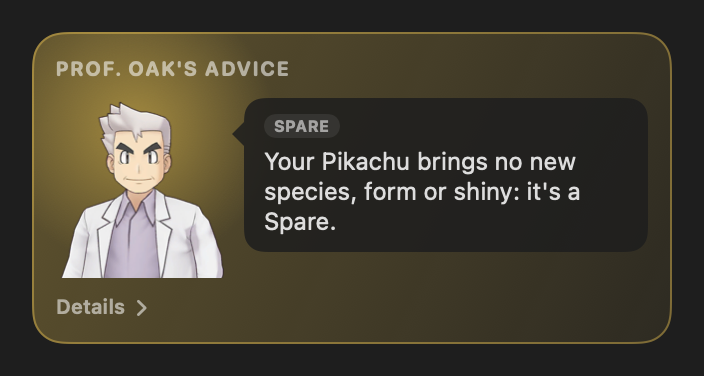 PROF. OAK'S ADVICE
SPARE
Your Pikachu brings no new
species, form or shiny: it's a
Spare.
Details